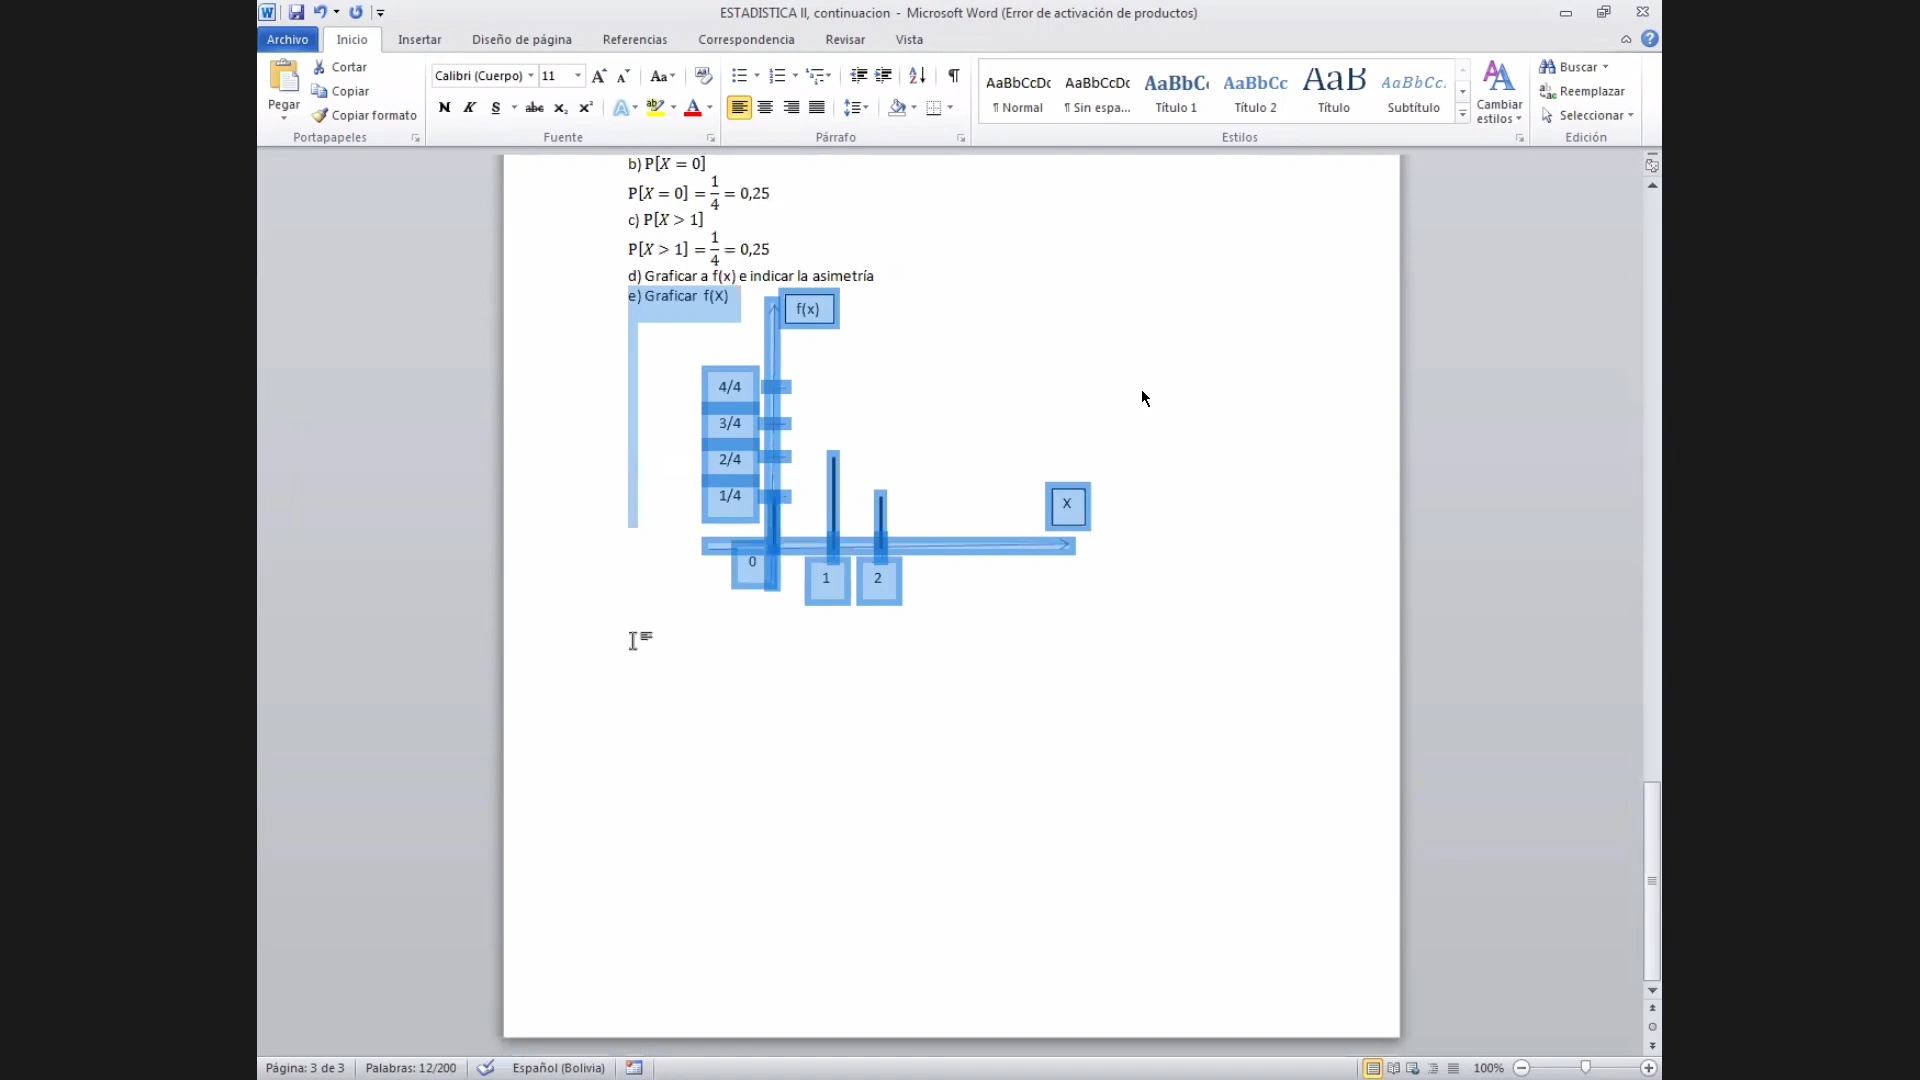 ESTADISTICA II, continuacion - Microsoft Word (Error de activación de productos)
Archivo Inicio Insertar Diseño de página Referencias Correspondencia Revisar Vista
Pegar
Cortar
Copiar
Copiar formato
Portapapeles
Calibri (Cuerpo) 11
Aa
N K S abc x₂ x²
Fuente
Párrafo
AaBbCcDc AaBbCcDc AaBbC AaBbCc AaB AaBbCc.
¶ Normal ¶ Sin espa... Título 1 Título 2 Título Subtítulo
Cambiar estilos
Estilos
Buscar
Reemplazar
Seleccionar
Edición
b) P[X = 0]
P[X = 0] = 1/4 = 0,25
c) P[X > 1]
P[X > 1] = 1/4 = 0,25
d) Graficar a f(x) e indicar la asimetría
e) Graficar f(X)
f(x)
4/4
3/4
2/4
1/4
X
0
1
2
Página: 3 de 3 Palabras: 12/200 Español (Bolivia) 100%